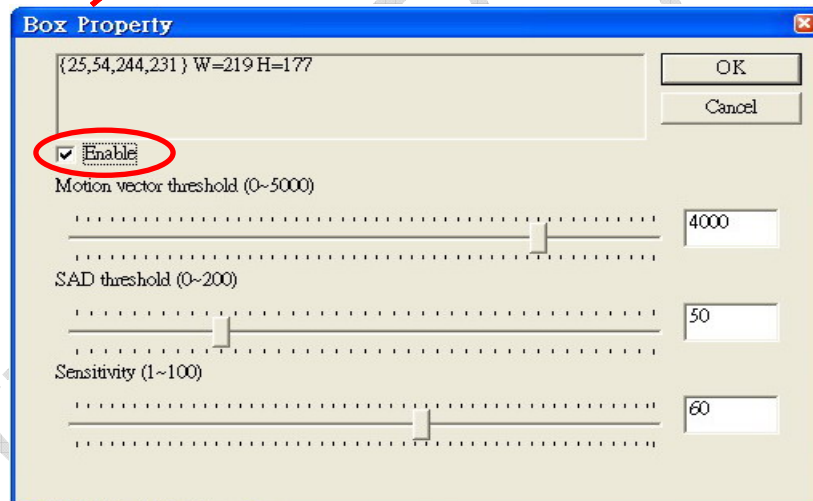 Box Property
{25,54,244,231} W=219 H=177
OK
Cancel
Enable
Motion vector threshold (0~5000)
4000
SAD threshold (0~200)
50
Sensitivity (1~100)
60